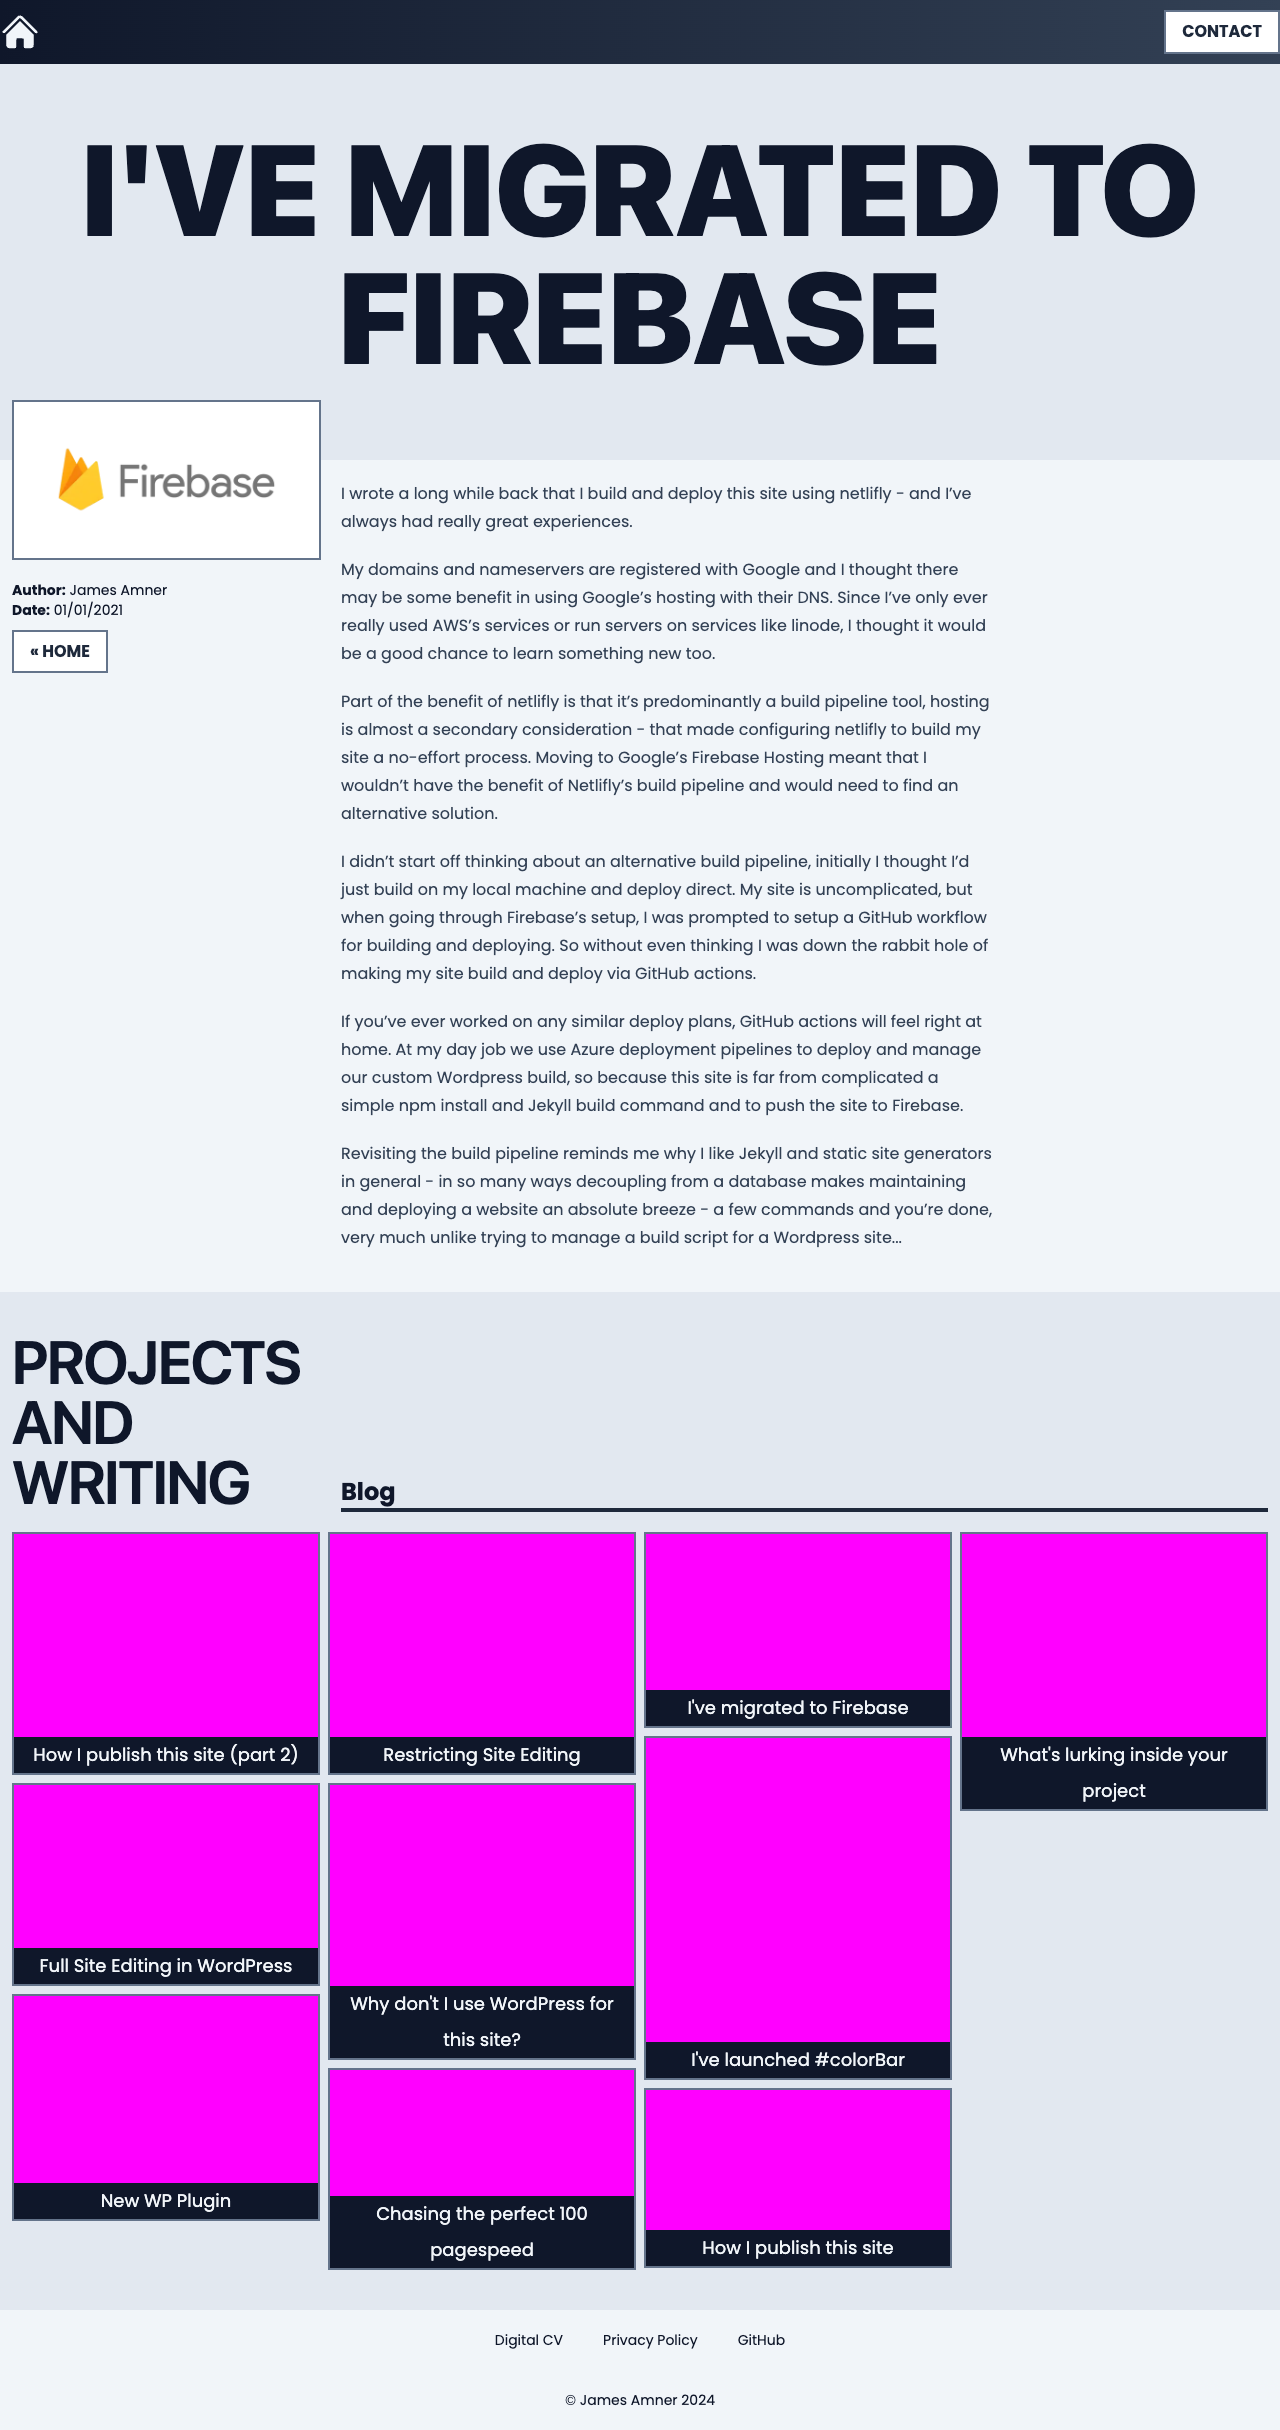 CONTACT
I'VE MIGRATED TO
FIREBASE
Firebase
Author: James Amner
Date: 01/01/2021
« HOME
I wrote a long while back that I build and deploy this site using netlifly - and I’ve
always had really great experiences.
My domains and nameservers are registered with Google and I thought there
may be some benefit in using Google’s hosting with their DNS. Since I’ve only ever
really used AWS’s services or run servers on services like linode, I thought it would
be a good chance to learn something new too.
Part of the benefit of netlifly is that it’s predominantly a build pipeline tool, hosting
is almost a secondary consideration - that made configuring netlifly to build my
site a no-effort process. Moving to Google’s Firebase Hosting meant that I
wouldn’t have the benefit of Netlifly’s build pipeline and would need to find an
alternative solution.
I didn’t start off thinking about an alternative build pipeline, initially I thought I’d
just build on my local machine and deploy direct. My site is uncomplicated, but
when going through Firebase’s setup, I was prompted to setup a GitHub workflow
for building and deploying. So without even thinking I was down the rabbit hole of
making my site build and deploy via GitHub actions.
If you’ve ever worked on any similar deploy plans, GitHub actions will feel right at
home. At my day job we use Azure deployment pipelines to deploy and manage
our custom Wordpress build, so because this site is far from complicated a
simple npm install and Jekyll build command and to push the site to Firebase.
Revisiting the build pipeline reminds me why I like Jekyll and static site generators
in general - in so many ways decoupling from a database makes maintaining
and deploying a website an absolute breeze - a few commands and you’re done,
very much unlike trying to manage a build script for a Wordpress site…
PROJECTS
AND
WRITING
Blog
How I publish this site (part 2)
Full Site Editing in WordPress
New WP Plugin
Restricting Site Editing
Why don't I use WordPress for
this site?
Chasing the perfect 100
pagespeed
I've migrated to Firebase
I've launched #colorBar
How I publish this site
What's lurking inside your
project
Digital CV
Privacy Policy
GitHub
© James Amner 2024